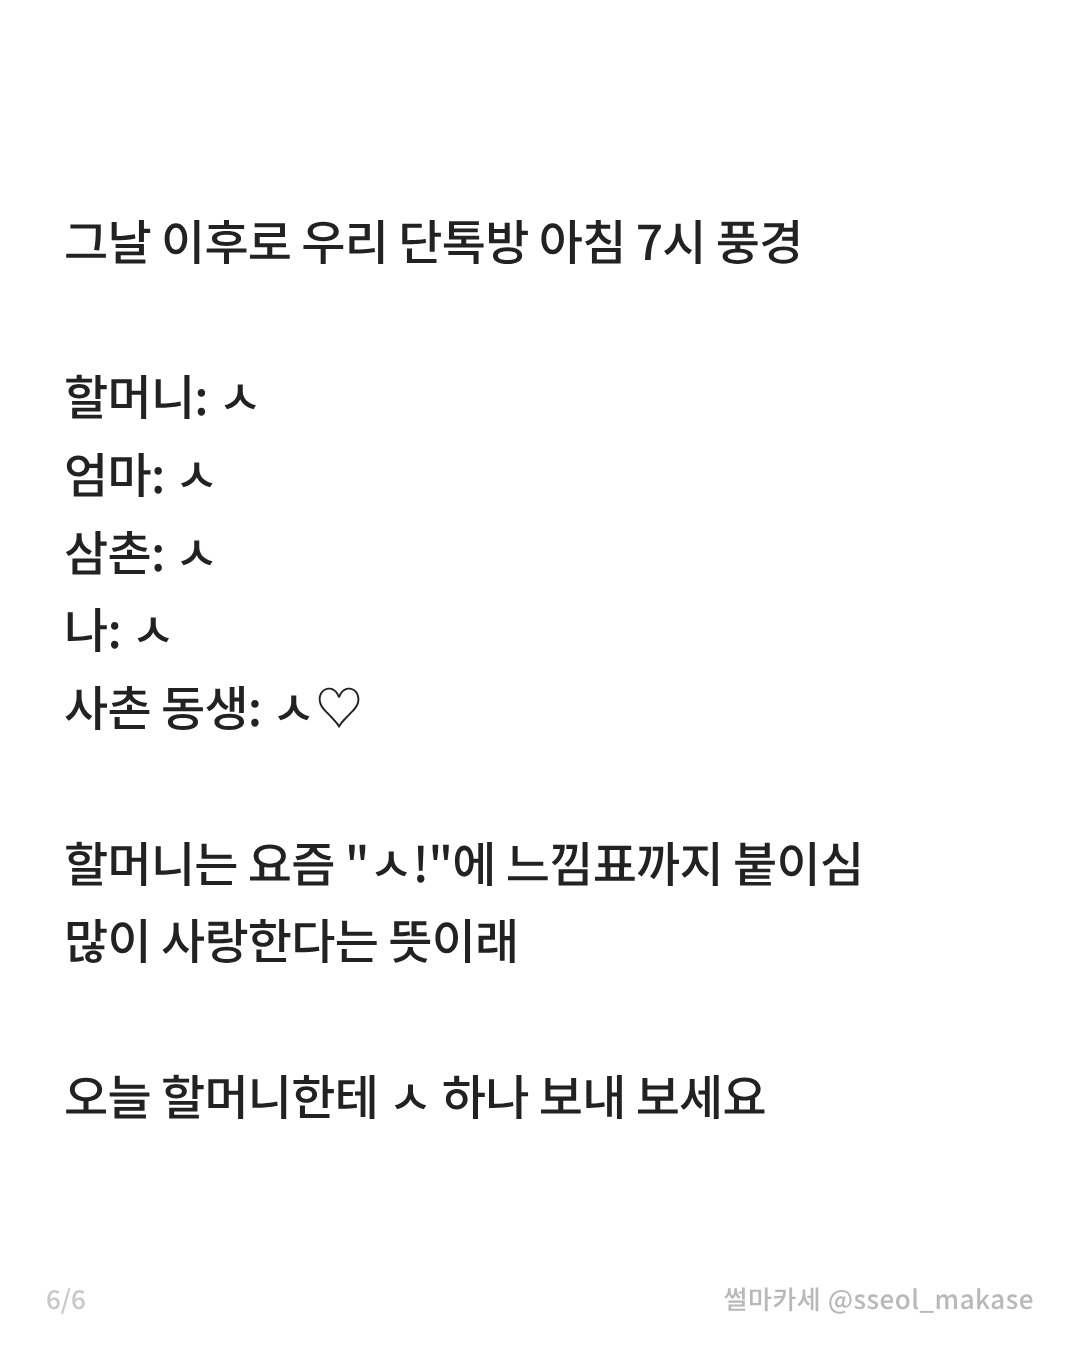 그날 이후로 우리 단톡방 아침 7시 풍경
할머니: ㅅ
엄마: ㅅ
삼촌: ㅅ
나: ㅅ
사촌 동생: ㅅ♡
할머니는 요즘 "ㅅ!"에 느낌표까지 붙이심
많이 사랑한다는 뜻이래
오늘 할머니한테 ㅅ 하나 보내 보세요
6/6
썰마카세 @sseol_makase